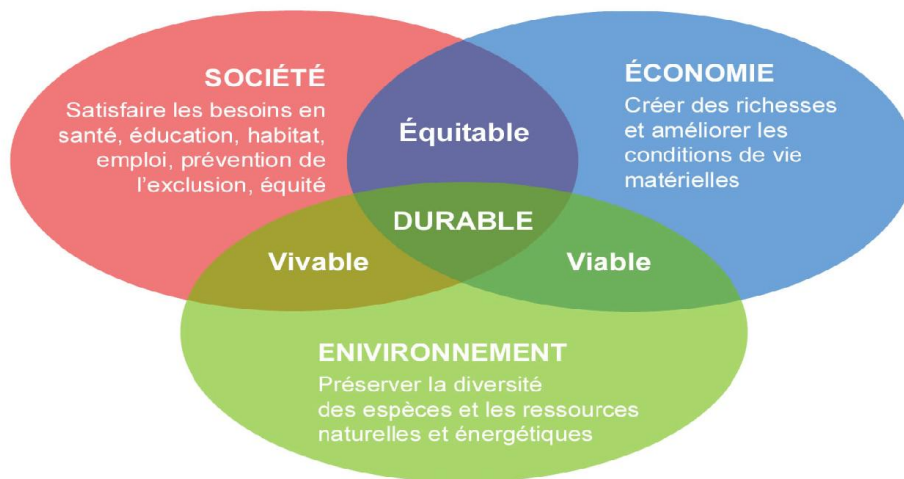 SOCIÉTÉ
Satisfaire les besoins en
santé, éducation, habitat,
emploi, prévention de
l'exclusion, équité
ÉCONOMIE
Créer des richesses
et améliorer les
conditions de vie
matérielles
Équitable
DURABLE
Vivable
Viable
ENIVIRONNEMENT
Préserver la diversité
des espèces et les ressources
naturelles et énergétiques